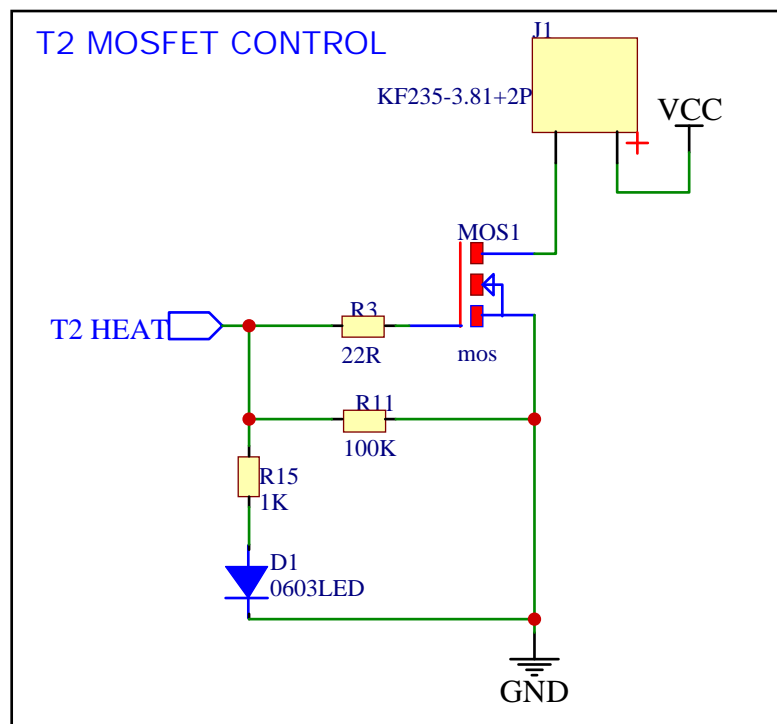 T2 MOSFET CONTROL
J1
KF235-3.81+2P
VCC
MOS1
T2 HEAT
R3
22R
mos
R11
100K
R15
1K
D1
0603LED
GND